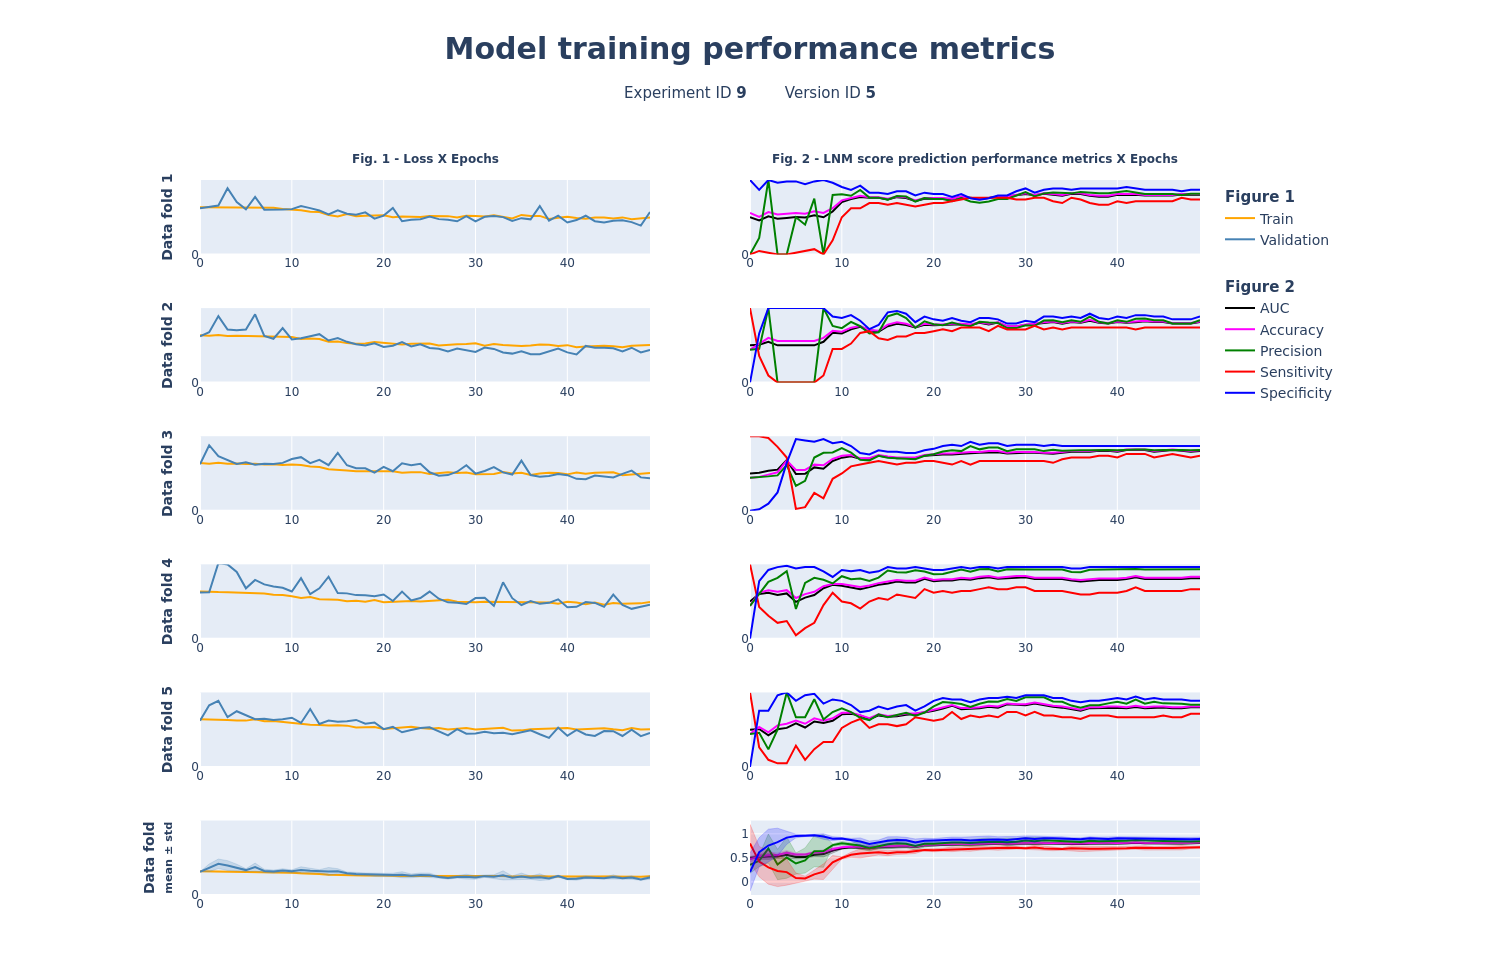 Model training performance metrics
Experiment ID 9 Version ID 5
Fig. 1 - Loss X Epochs
Fig. 2 - LNM score prediction performance metrics X Epochs
Data fold 1
0
0 10 20 30 40
0
0 10 20 30 40
Data fold 2
0
0 10 20 30 40
0
0 10 20 30 40
Data fold 3
0
0 10 20 30 40
0
0 10 20 30 40
Data fold 4
0
0 10 20 30 40
0
0 10 20 30 40
Data fold 5
0
0 10 20 30 40
0
0 10 20 30 40
Data fold
mean ± std
0
0 10 20 30 40
1
0.5
0
0 10 20 30 40
Figure 1
Train
Validation
Figure 2
AUC
Accuracy
Precision
Sensitivity
Specificity